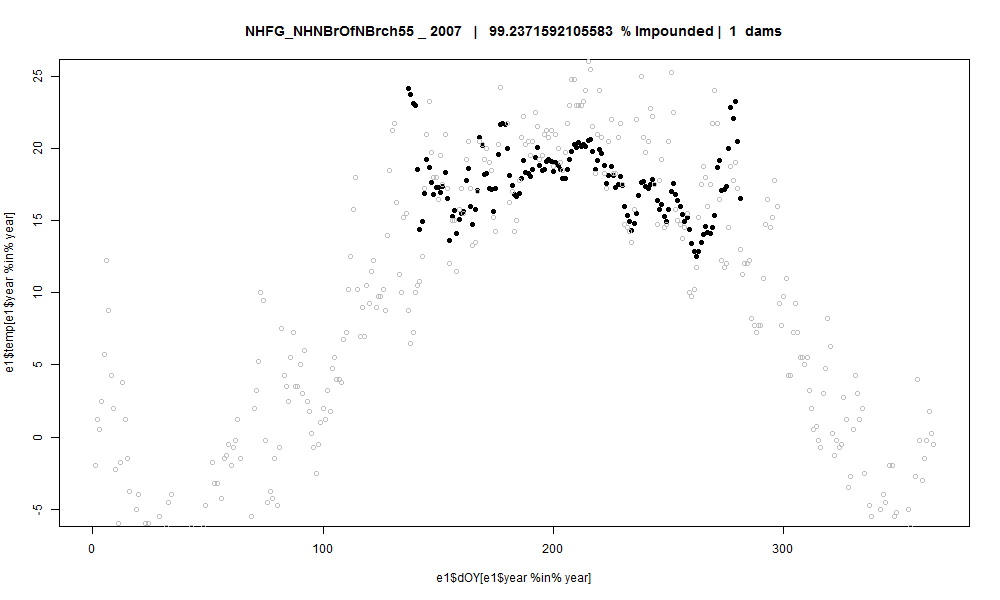 NHFG_NHNBrOfNBrch55 _ 2007 | 99.2371592105583 % Impounded | 1 dams
e1$temp[e1$year %in% year]
25
20
15
10
5
0
-5
0 100 200 300
e1$dOY[e1$year %in% year]